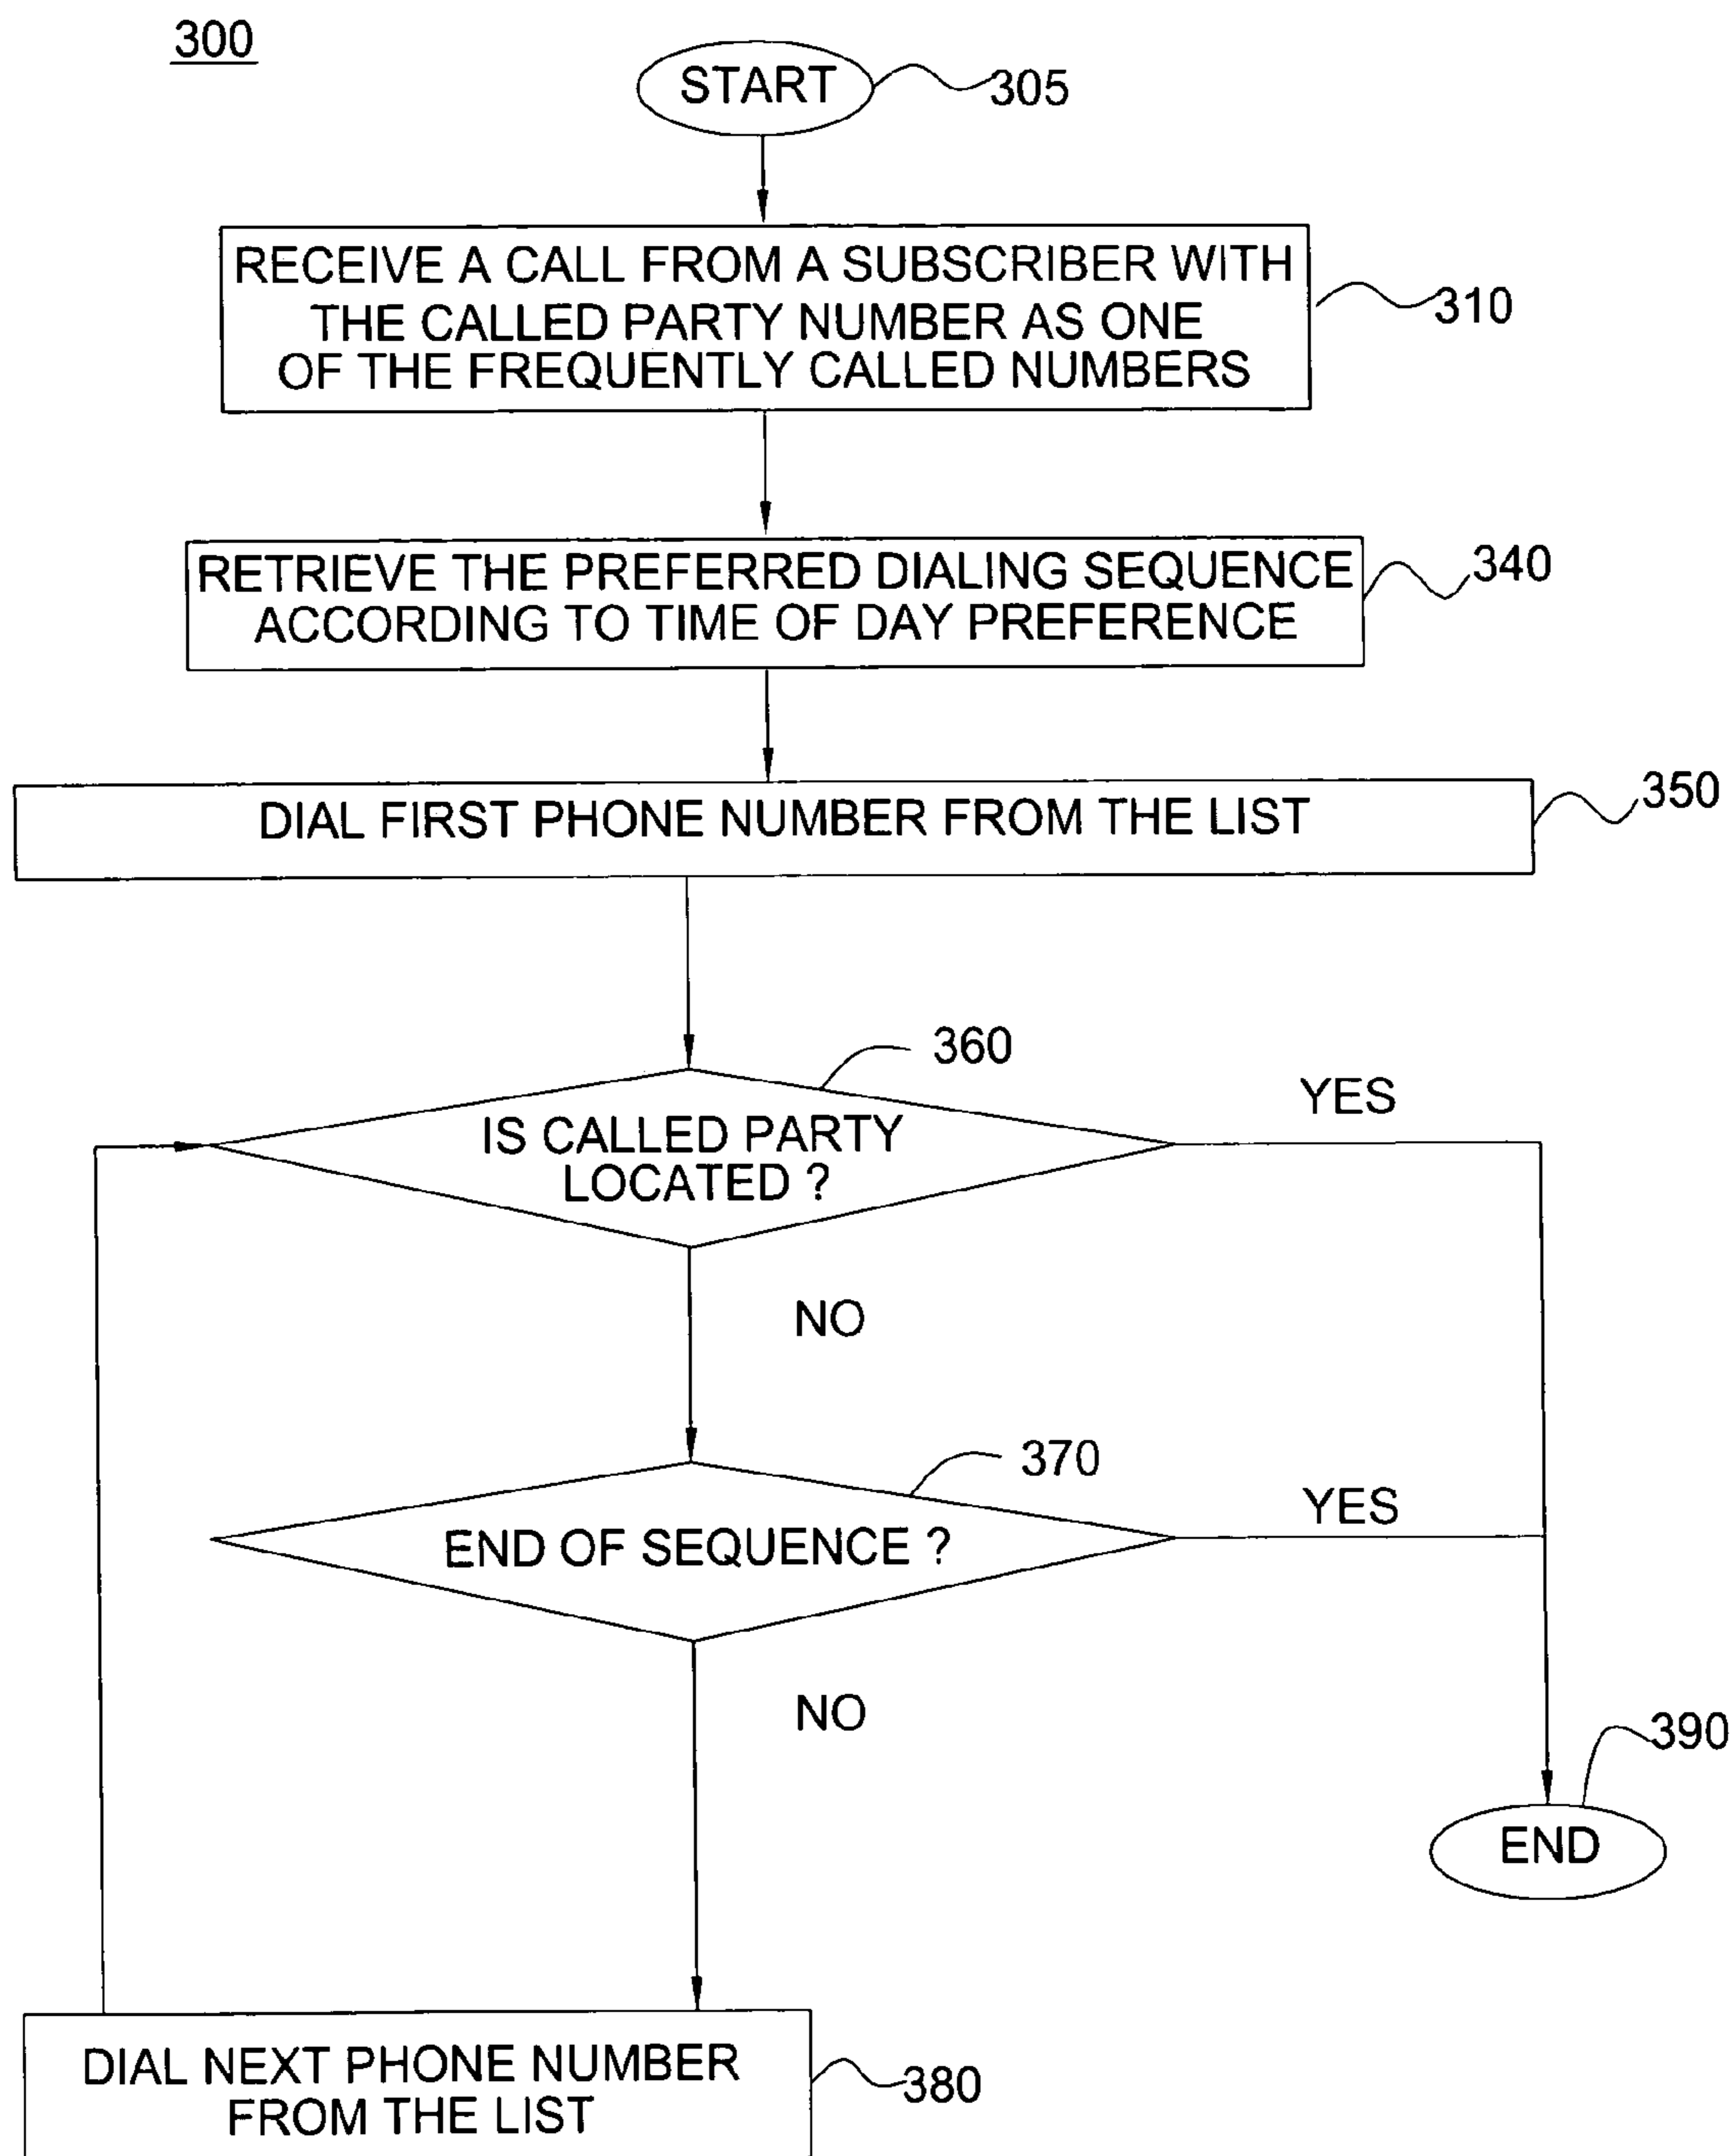 300
START
305
RECEIVE A CALL FROM A SUBSCRIBER WITH
THE CALLED PARTY NUMBER AS ONE
OF THE FREQUENTLY CALLED NUMBERS
310
RETRIEVE THE PREFERRED DIALING SEQUENCE
ACCORDING TO TIME OF DAY PREFERENCE
340
DIAL FIRST PHONE NUMBER FROM THE LIST
350
360
IS CALLED PARTY
LOCATED ?
YES
NO
370
END OF SEQUENCE ?
YES
NO
390
END
DIAL NEXT PHONE NUMBER
FROM THE LIST
380